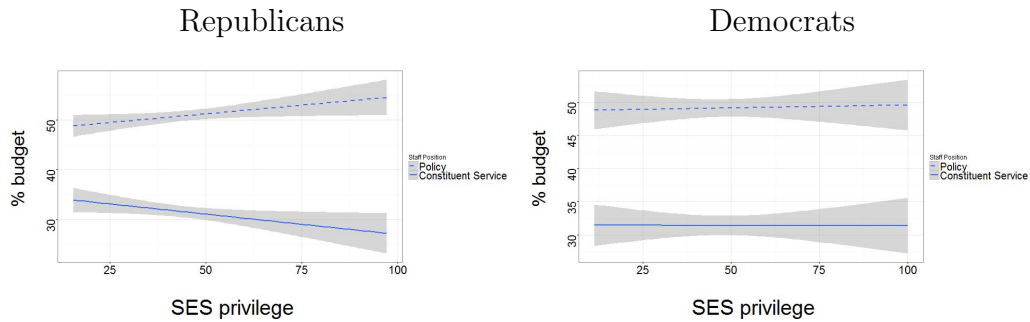 Republicans
% budget
50
40
30
25
50
75
100
SES privilege
Staff Position
Policy
Constituent Service
Democrats
% budget
50
45
35
30
25
50
75
100
SES privilege
Staff Position
Policy
Constituent Service